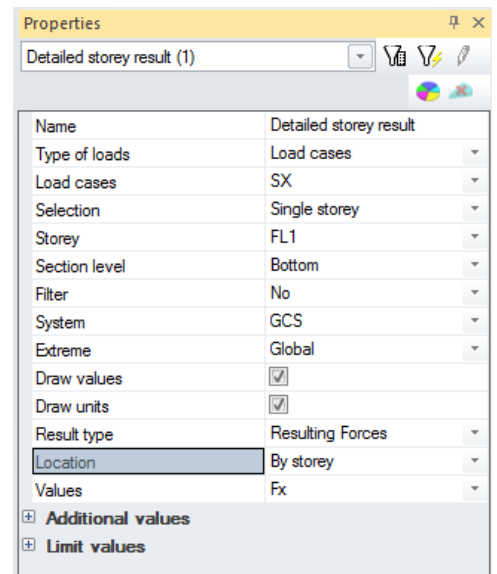 Properties
Detailed storey result (1)
Name Detailed storey result
Type of loads Load cases
Load cases SX
Selection Single storey
Storey FL1
Section level Bottom
Filter No
System GCS
Extreme Global
Draw values
Draw units
Result type Resulting Forces
Location By storey
Values Fx
Additional values
Limit values